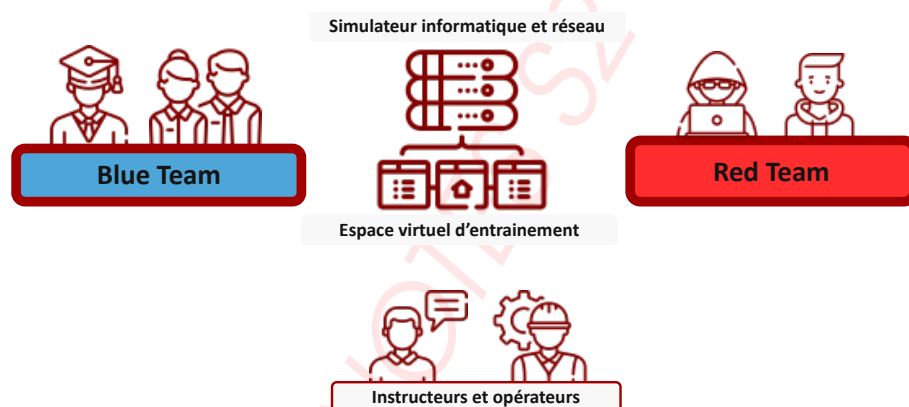 Simulateur informatique et réseau
Blue Team
Red Team
Espace virtuel d’entrainement
Instructeurs et opérateurs